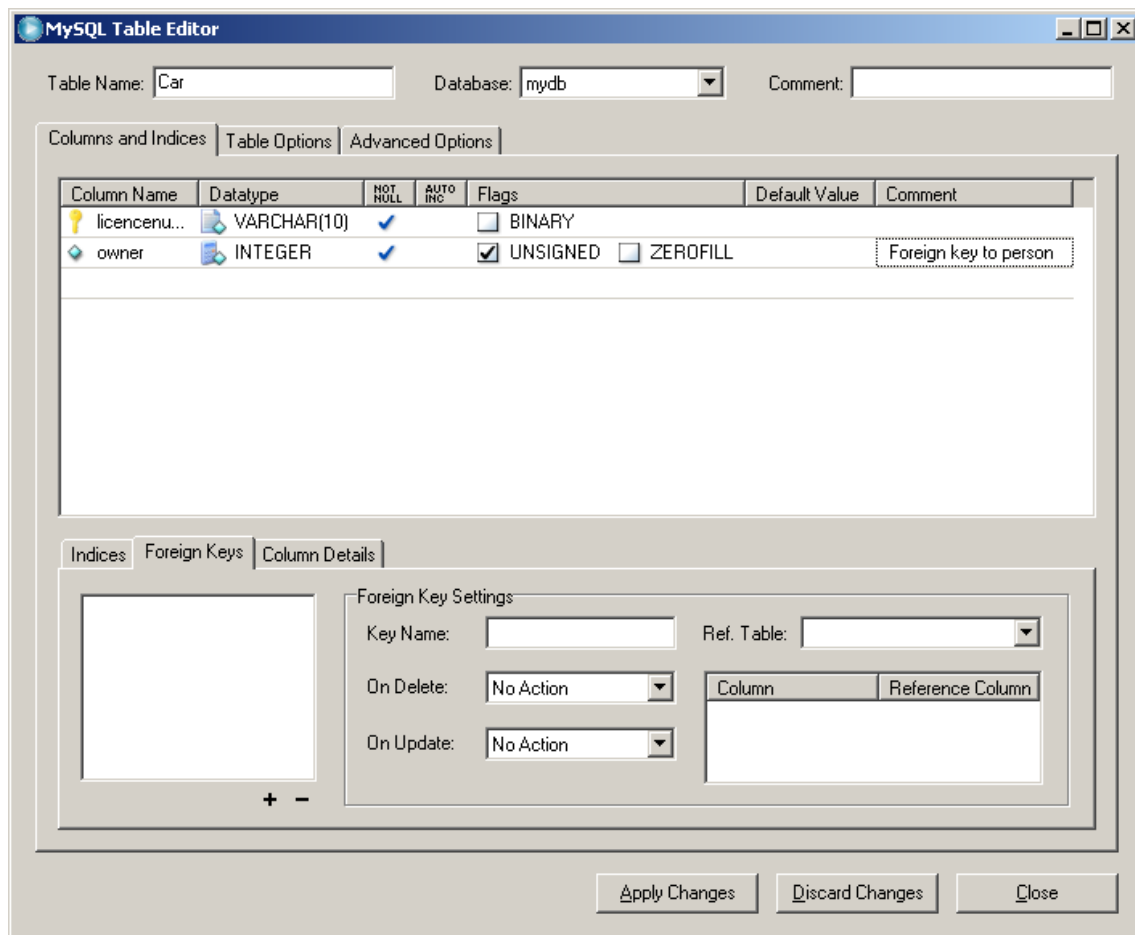 MySQL Table Editor
Table Name: Car Database: mydb Comment:
Columns and Indices Table Options Advanced Options
Column Name Datatype NOT NULL AUTO INC Flags Default Value Comment
licencenu... VARCHAR(10) BINARY
owner INTEGER UNSIGNED ZEROFILL Foreign key to person
Indices Foreign Keys Column Details
Foreign Key Settings
Key Name: Ref. Table:
On Delete: No Action Column Reference Column
On Update: No Action
+ −
Apply Changes Discard Changes Close